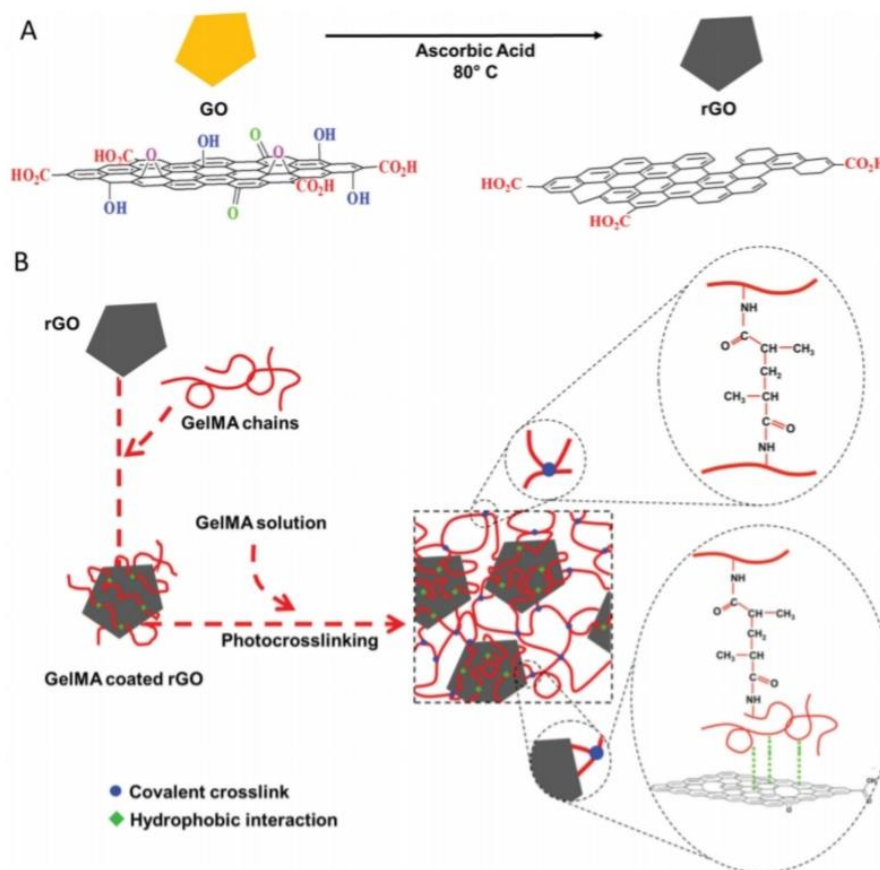 A
Ascorbic Acid
80° C
GO
rGO
OH
O
OH
HO₂C
O
O
CO₂H
HO₂C
CO₂H
OH
O
OH
CO₂H
HO₂C
HO₂C
B
rGO
GelMA chains
GelMA solution
Photocrosslinking
GelMA coated rGO
NH
C
O
CH
CH₃
CH₂
CH₃
CH
C
O
NH
NH
C
O
CH
CH₃
CH₂
CH₃
CH
C
O
NH
Covalent crosslink
Hydrophobic interaction